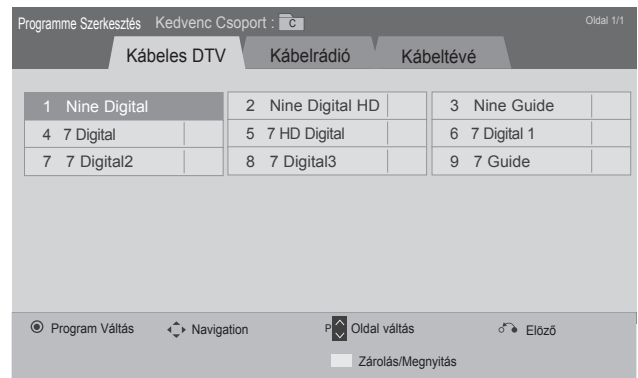 Programme Szerkesztés Kedvenc Csoport : C Oldal 1/1
Kábeles DTV Kábelrádió Kábeltévé
1 Nine Digital 2 Nine Digital HD 3 Nine Guide
4 7 Digital 5 7 HD Digital 6 7 Digital 1
7 7 Digital2 8 7 Digital3 9 7 Guide
Program Váltás Navigation P Oldal váltás Elöző
Zárolás/Megnyitás